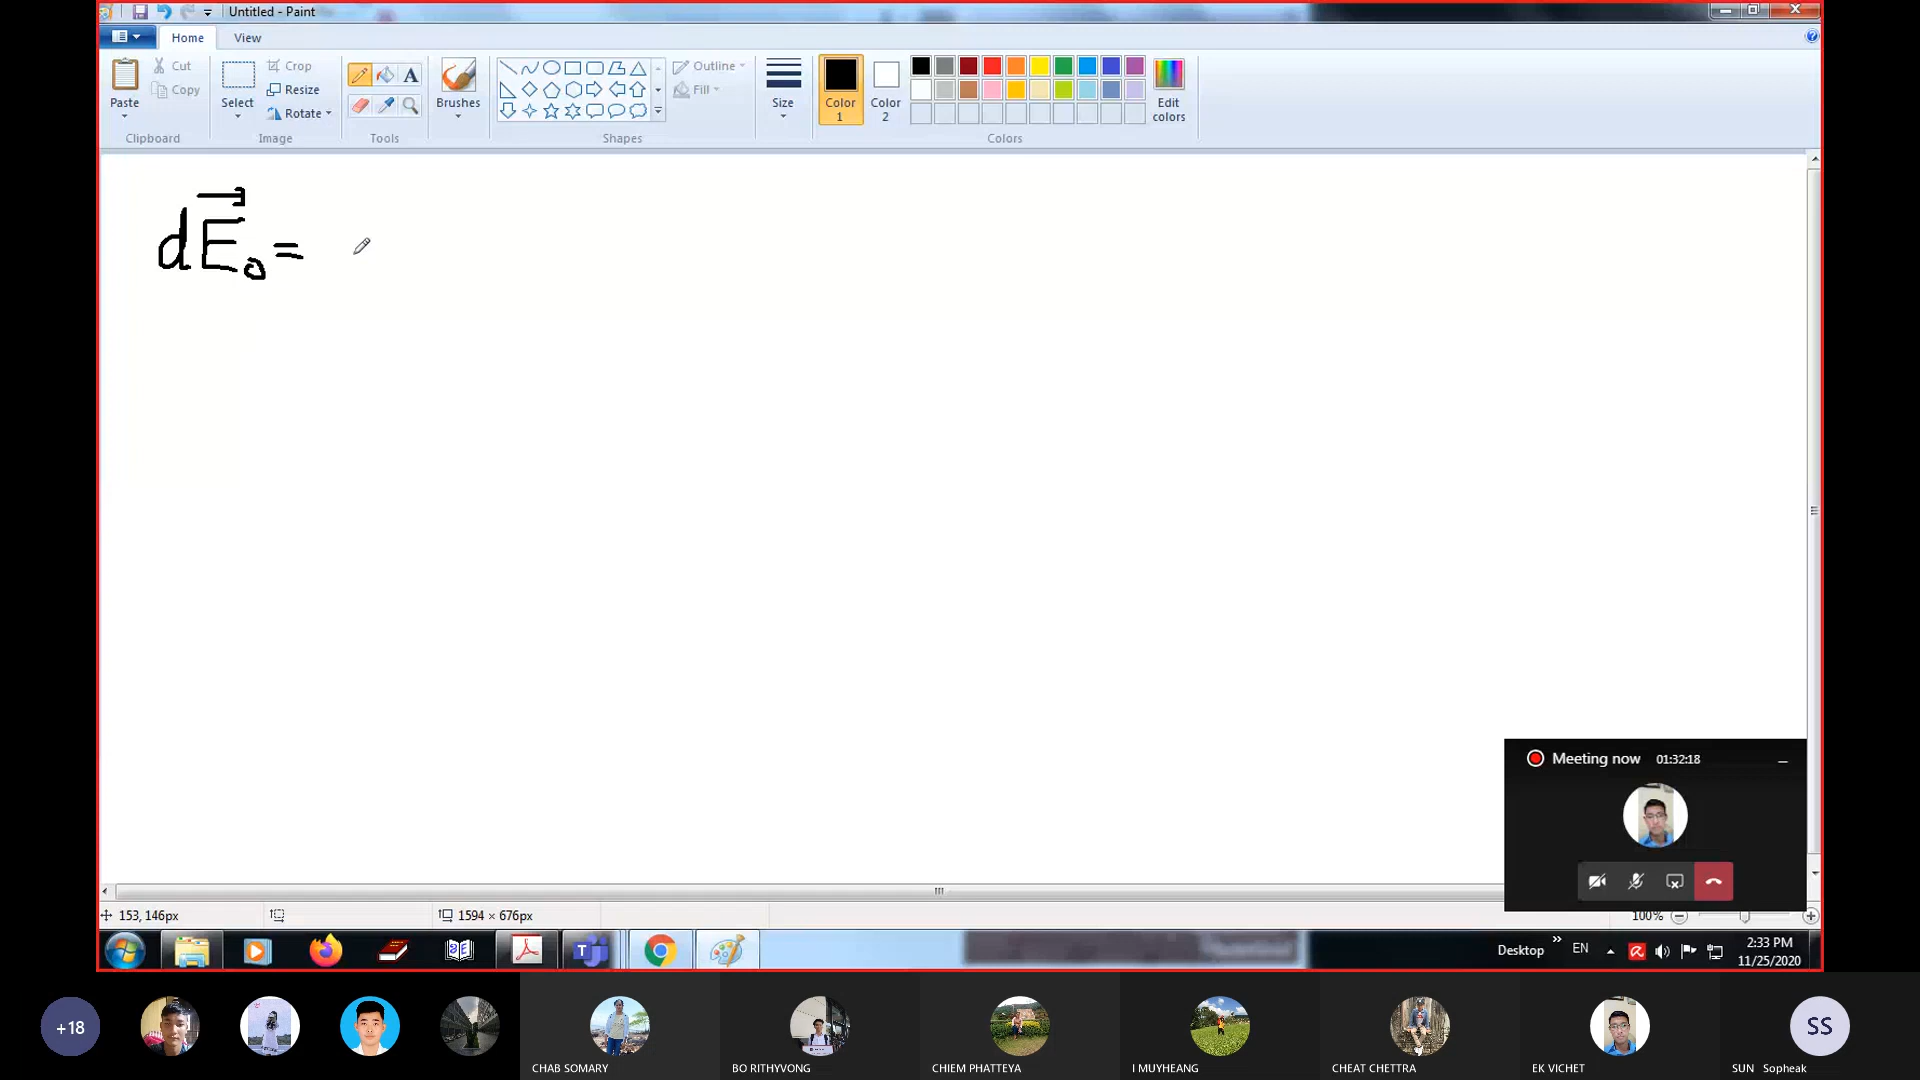 Untitled - Paint
Home View
Paste
Cut
Copy
Clipboard
Select
Crop
Resize
Rotate
Image
Tools
Brushes
Shapes
Outline
Fill
Size
Color 1
Color 2
Edit colors
Colors
dE⃗₀ =
Meeting now 01:32:18
153, 146px
1594 × 676px
100%
Desktop
EN
2:33 PM
11/25/2020
+18
CHAB SOMARY
BO RITHYVONG
CHIEM PHATTEYA
I MUYHEANG
CHEAT CHETTRA
EK VICHET
SS
SUN Sopheak